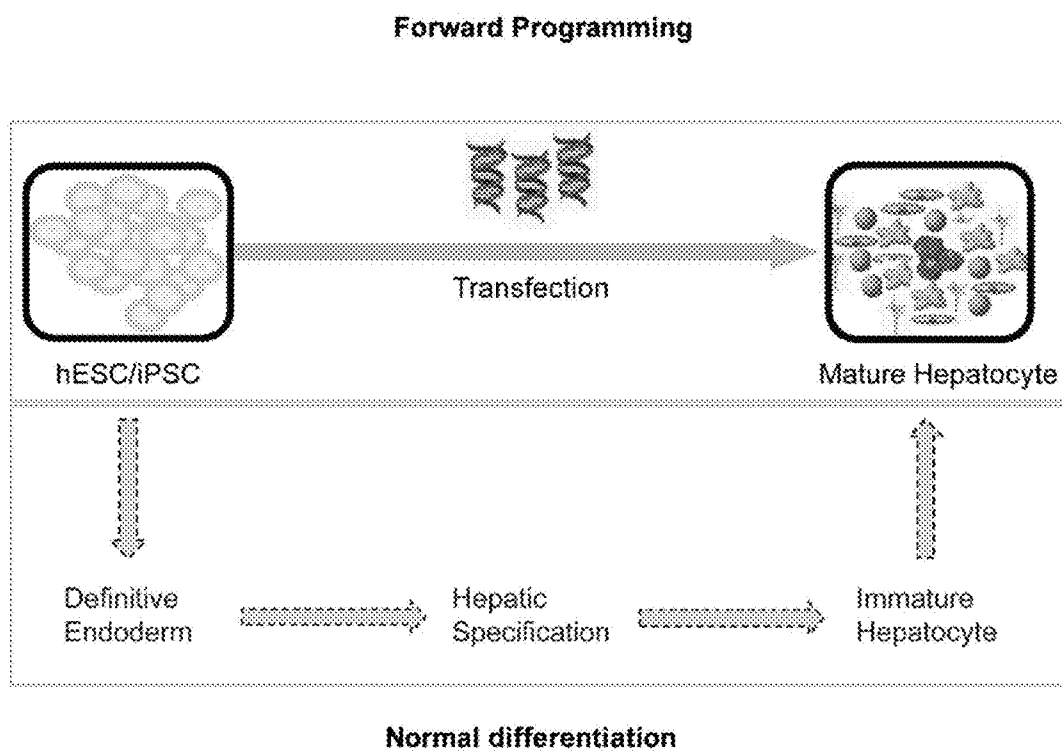 Forward Programming
Transfection
hESC/iPSC
Mature Hepatocyte
Definitive
Endoderm
Hepatic
Specification
Immature
Hepatocyte
Normal differentiation